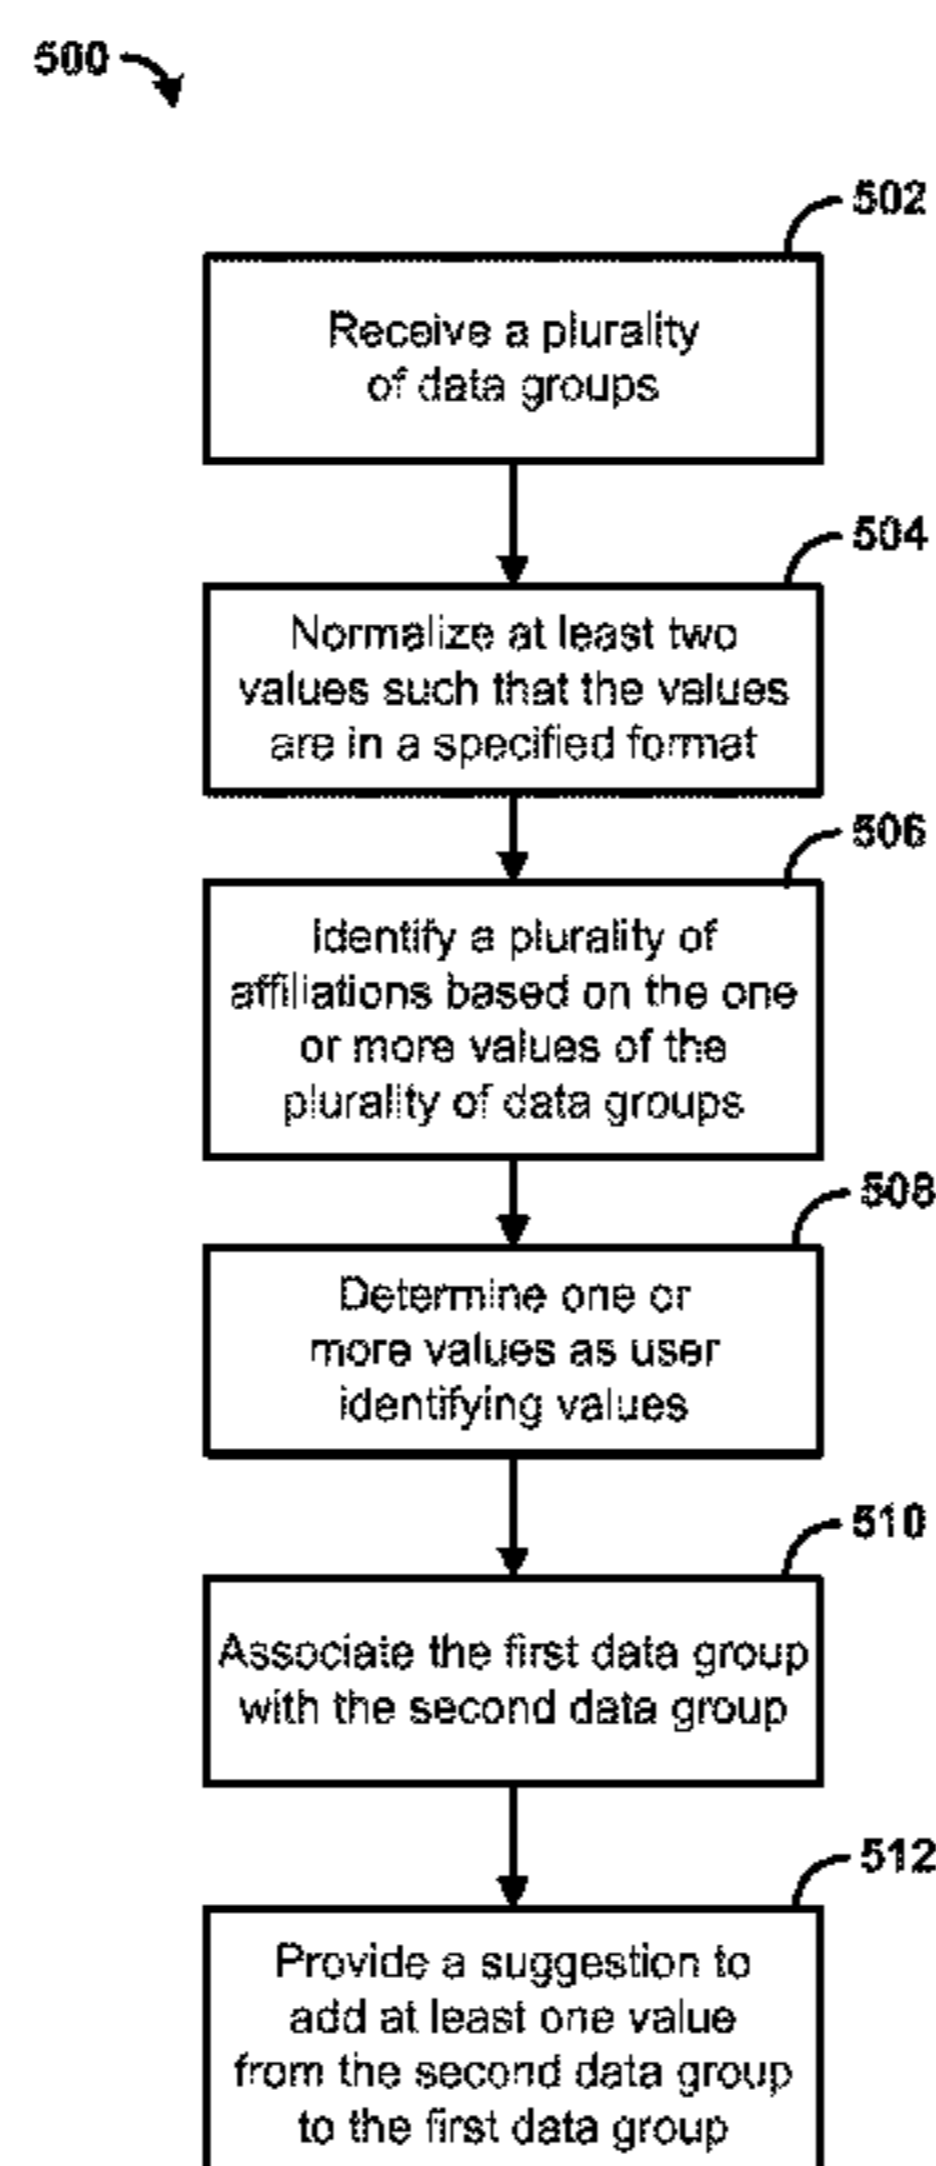 500
502
Receive a plurality
of data groups
504
Normalize at least two
values such that the values
are in a specified format
506
Identify a plurality of
affiliations based on the one
or more values of the
plurality of data groups
508
Determine one or
more values as user
identifying values
510
Associate the first data group
with the second data group
512
Provide a suggestion to
add at least one value
from the second data group
to the first data group